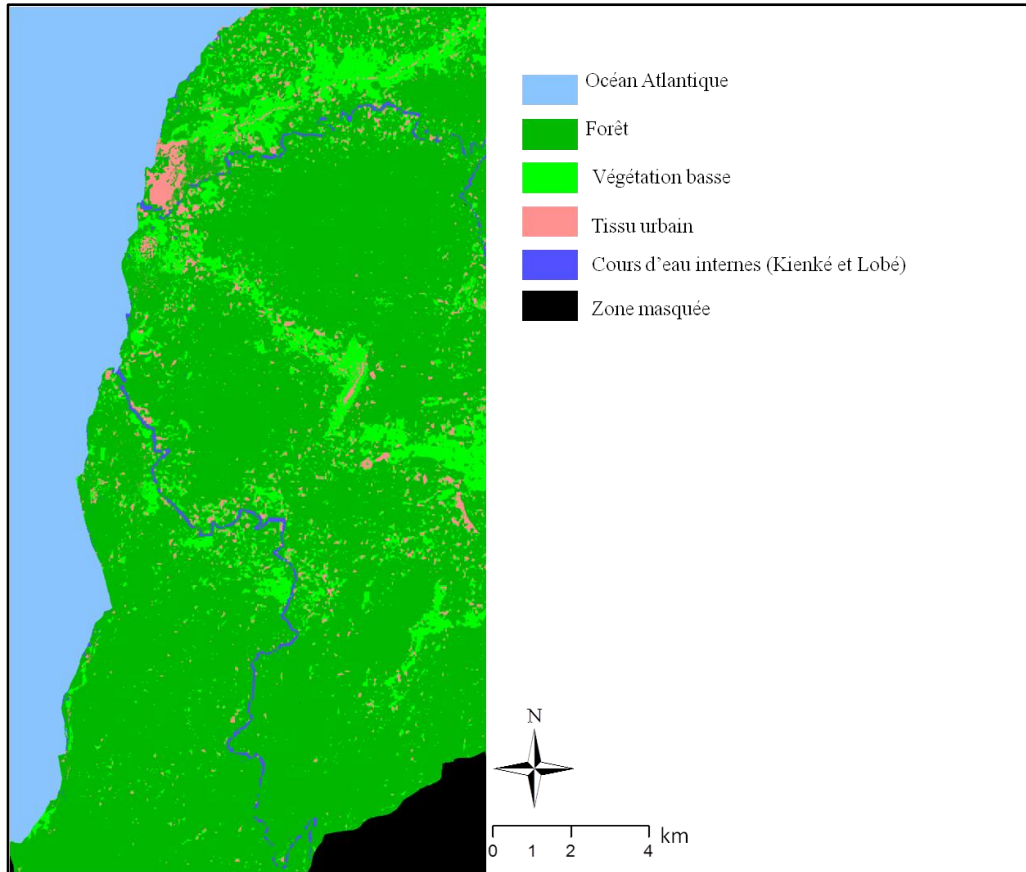 Océan Atlantique
Forêt
Végétation basse
Tissu urbain
Cours d'eau internes (Kienké et Lobé)
Zone masquée
N
km
0 1 2 4